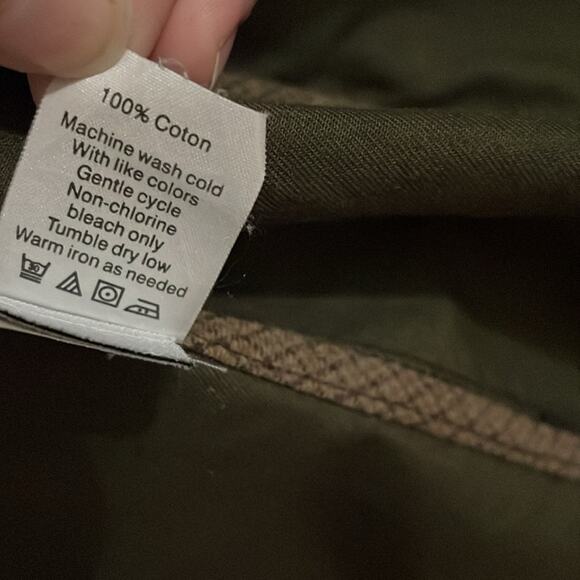 100% Coton
Machine wash cold
With like colors
Gentle cycle
Non-chlorine
bleach only
Tumble dry low
Warm iron as needed
30